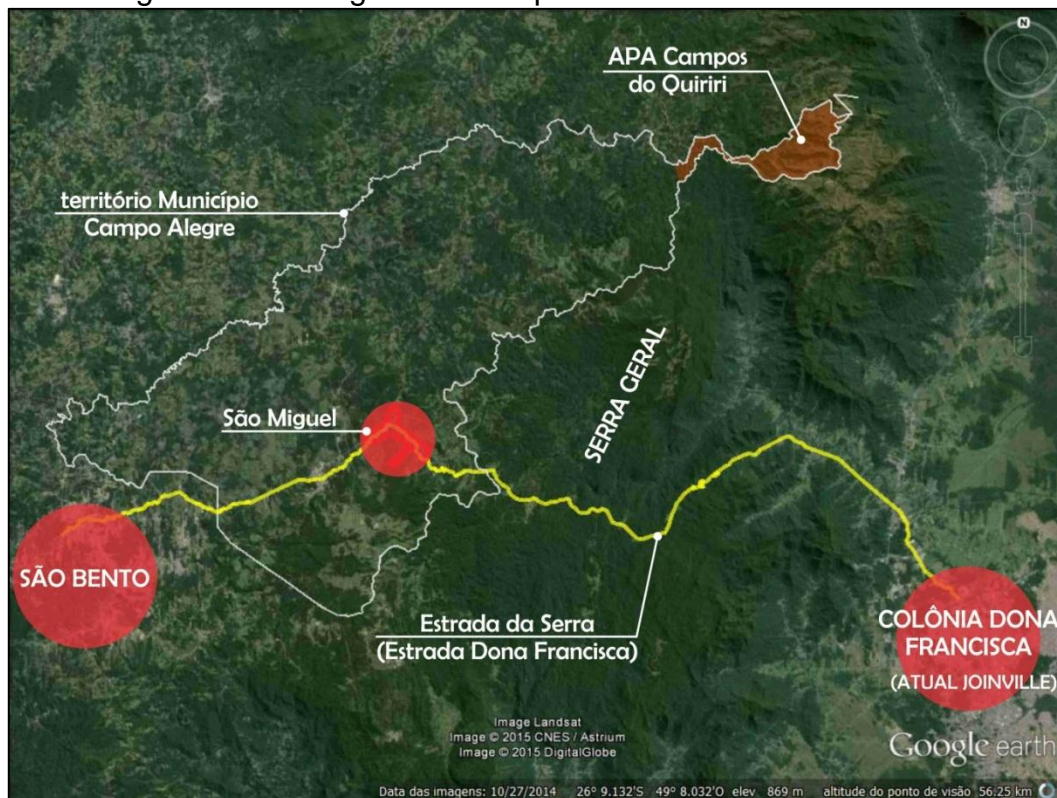 N
APA Campos
do Quiriri
território Município
Campo Alegre
SERRA GERAL
São Miguel
SÃO BENTO
Estrada da Serra
(Estrada Dona Francisca)
COLÔNIA DONA
FRANCISCA
(ATUAL JOINVILLE)
Image Landsat
Image © 2015 CNES / Astrium
Image © 2015 DigitalGlobe
Google earth
Data das imagens: 10/27/2014 26° 9.132'S 49° 8.032'O elev 869 m altitude do ponto de visão 56.25 km